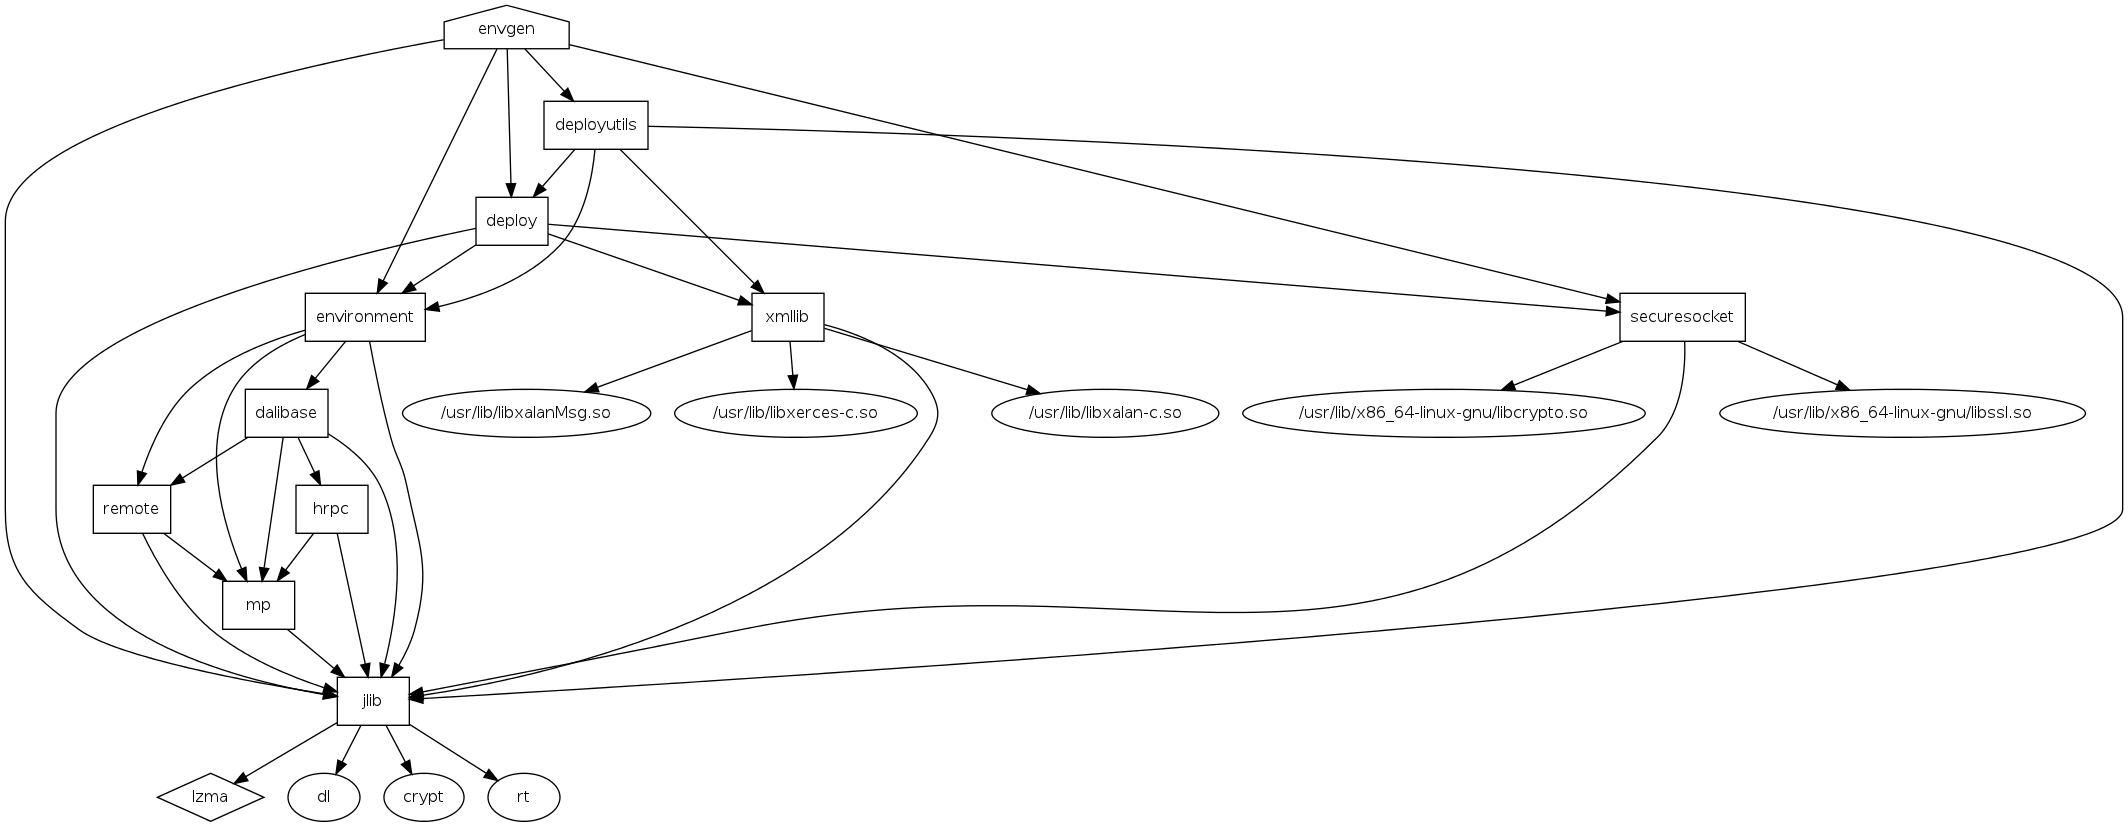 envgen
deployutils
deploy
environment
xmllib
securesocket
dalibase
/usr/lib/libxalanMsg.so
/usr/lib/libxerces-c.so
/usr/lib/libxalan-c.so
/usr/lib/x86_64-linux-gnu/libcrypto.so
/usr/lib/x86_64-linux-gnu/libssl.so
remote
hrpc
mp
jlib
lzma
dl
crypt
rt